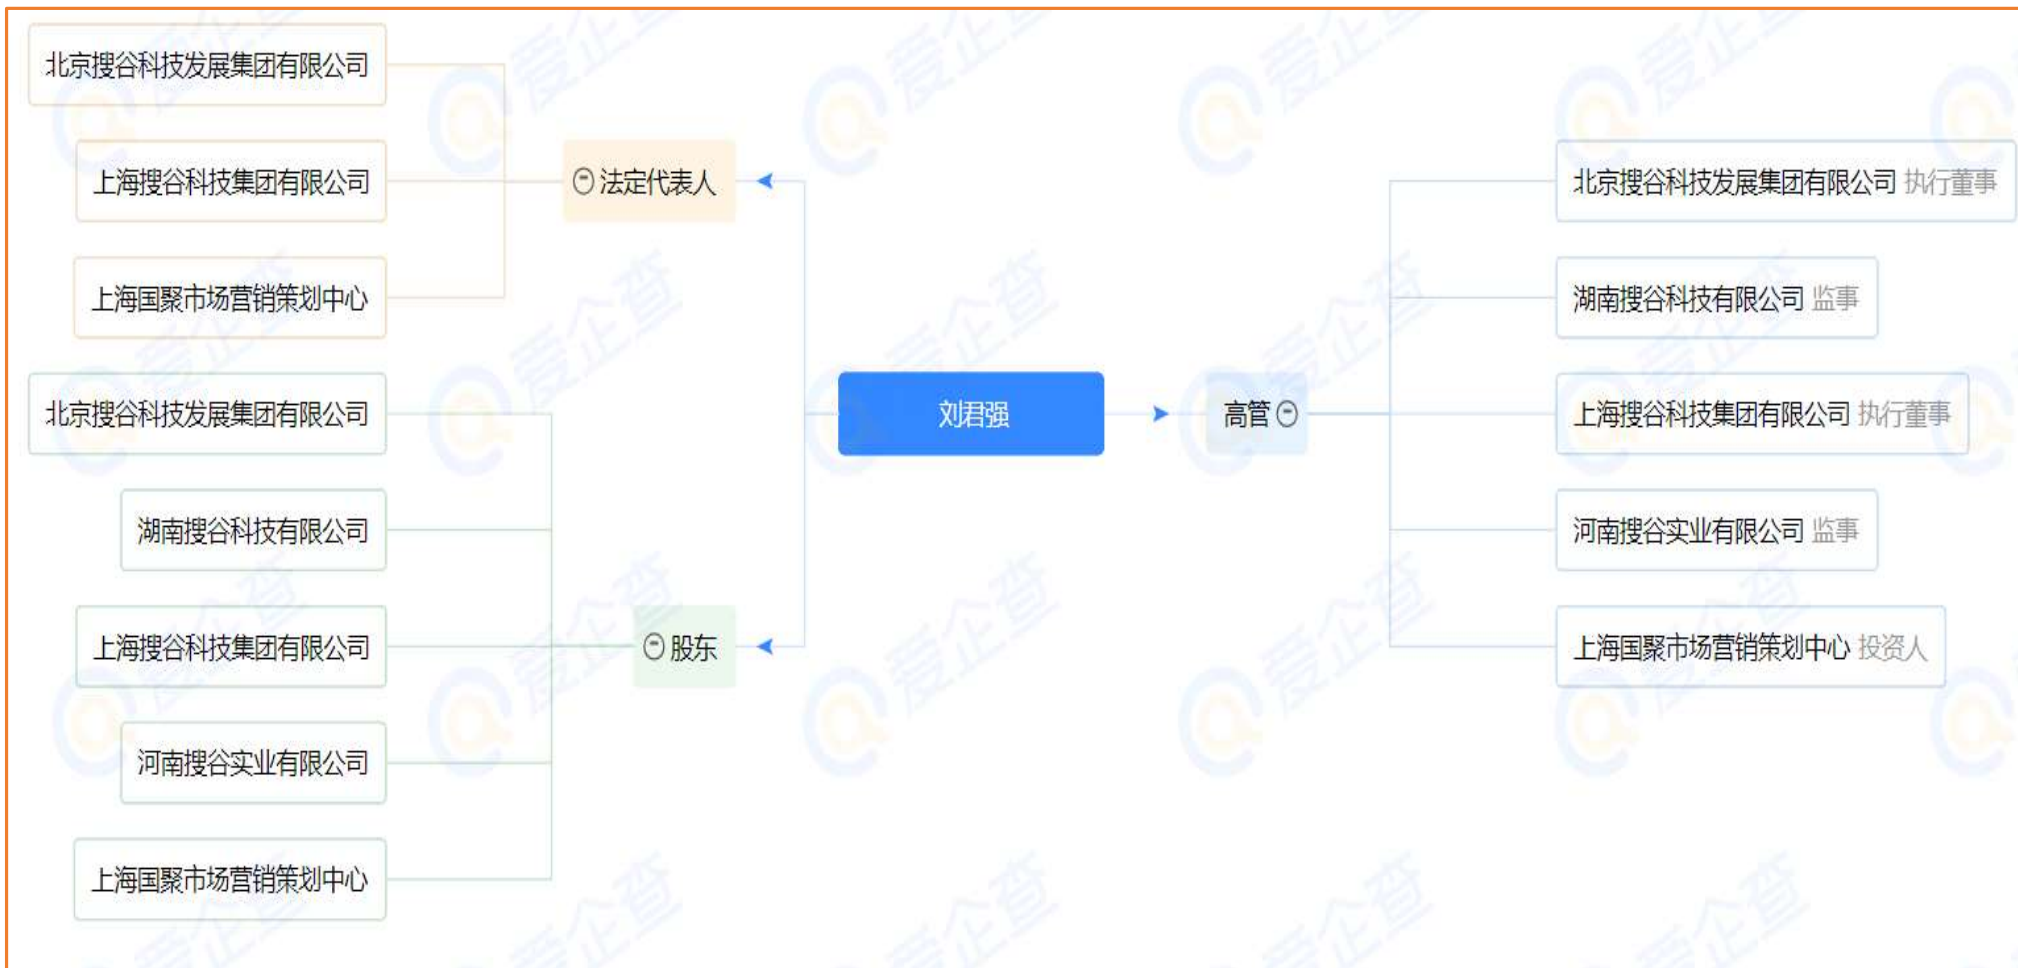 北京搜谷科技发展集团有限公司
上海搜谷科技集团有限公司
上海国聚市场营销策划中心
法定代表人
北京搜谷科技发展集团有限公司
湖南搜谷科技有限公司
上海搜谷科技集团有限公司
河南搜谷实业有限公司
上海国聚市场营销策划中心
股东
刘君强
高管
北京搜谷科技发展集团有限公司 执行董事
湖南搜谷科技有限公司 监事
上海搜谷科技集团有限公司 执行董事
河南搜谷实业有限公司 监事
上海国聚市场营销策划中心 投资人
爱企查